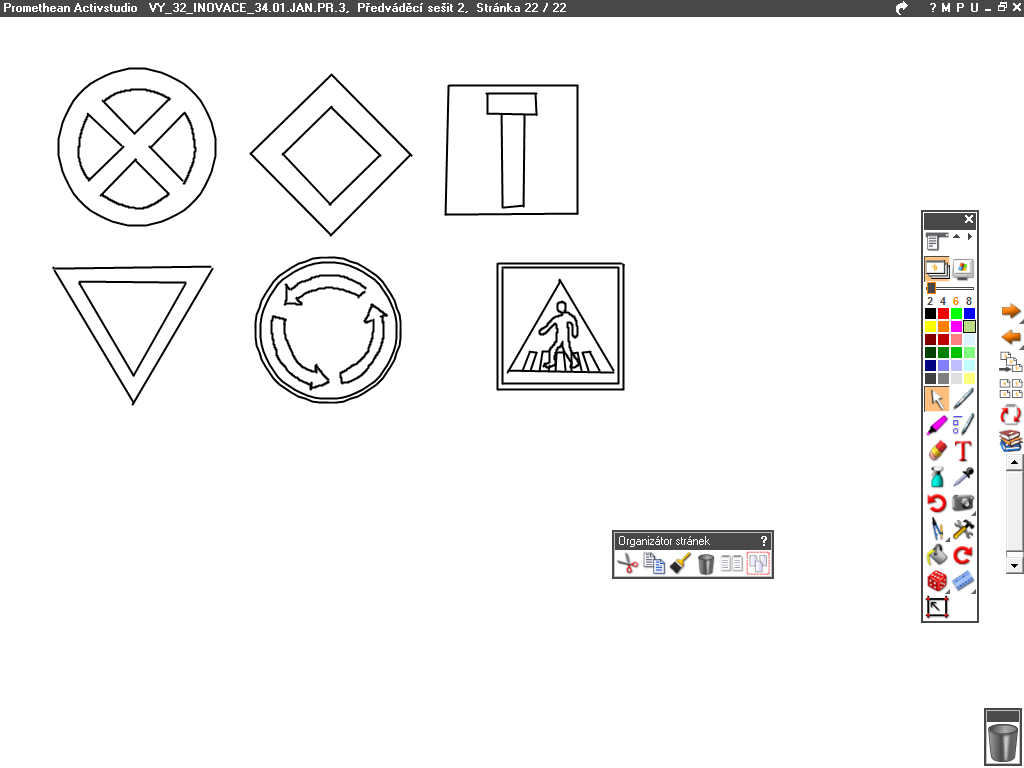 Promethean Activstudio VY_32_INOVACE_34.01.JAN.PR.3, Předváděcí sešit 2, Stránka 22 / 22
? M P U
2 4 6 8
T
Organizátor stránek ?